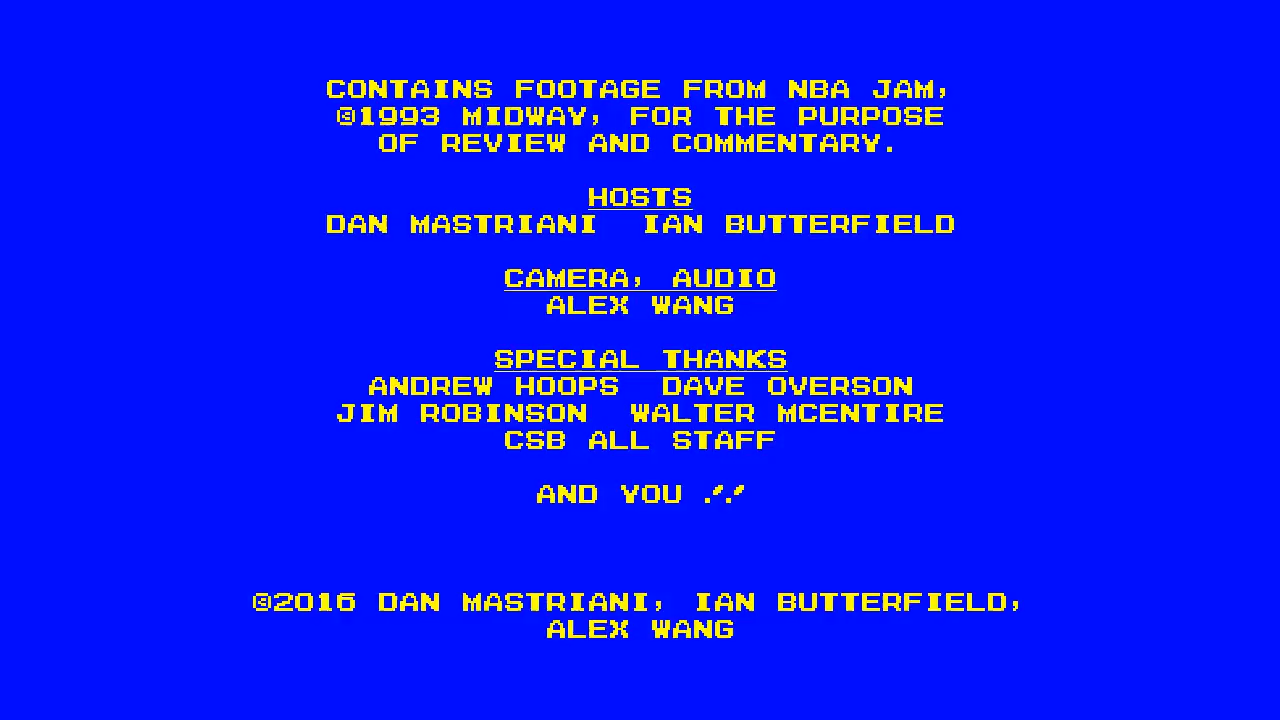 CONTAINS FOOTAGE FROM NBA JAM,
©1993 MIDWAY, FOR THE PURPOSE
OF REVIEW AND COMMENTARY.
HOSTS
DAN MASTRIANI  IAN BUTTERFIELD
CAMERA, AUDIO
ALEX WANG
SPECIAL THANKS
ANDREW HOOPS  DAVE OVERSON
JIM ROBINSON  WALTER MCENTIRE
CSB ALL STAFF
AND YOU .'.'
©2016 DAN MASTRIANI, IAN BUTTERFIELD,
ALEX WANG